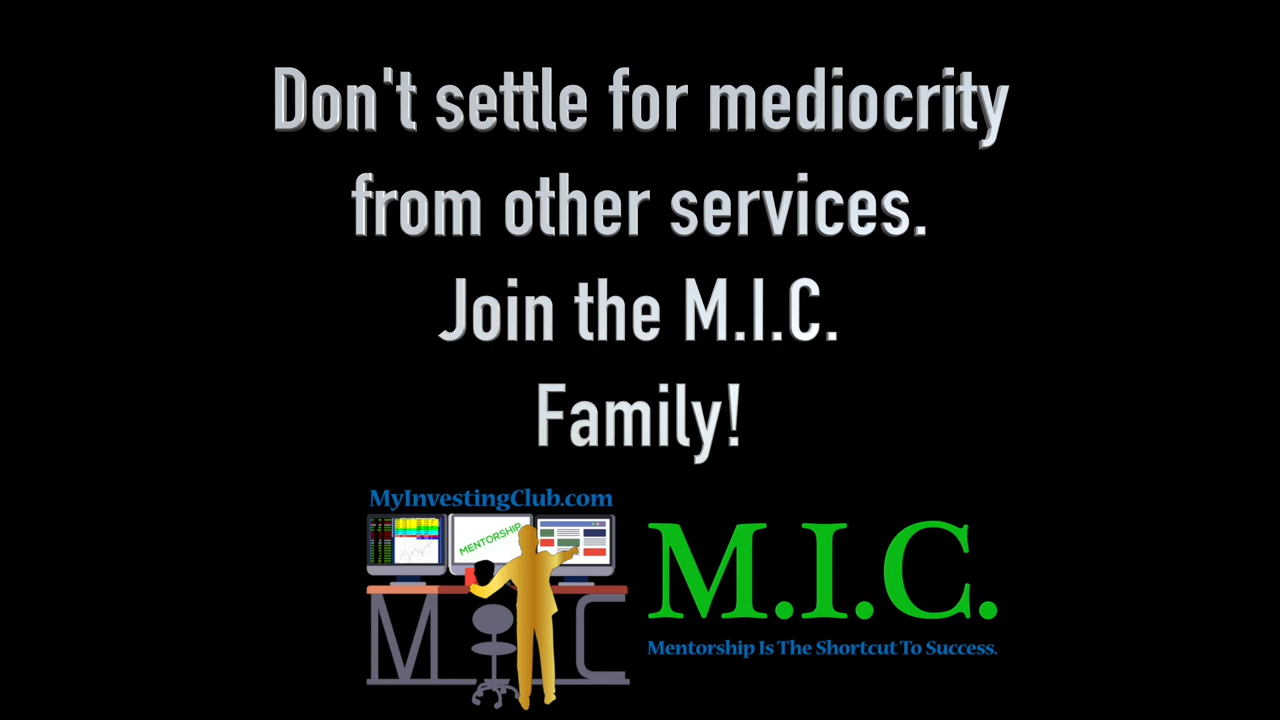 Don't settle for mediocrity
from other services.
Join the M.I.C.
Family!
MyInvestingClub.com
MENTORSHIP
MIC
M.I.C.
Mentorship Is The Shortcut To Success.